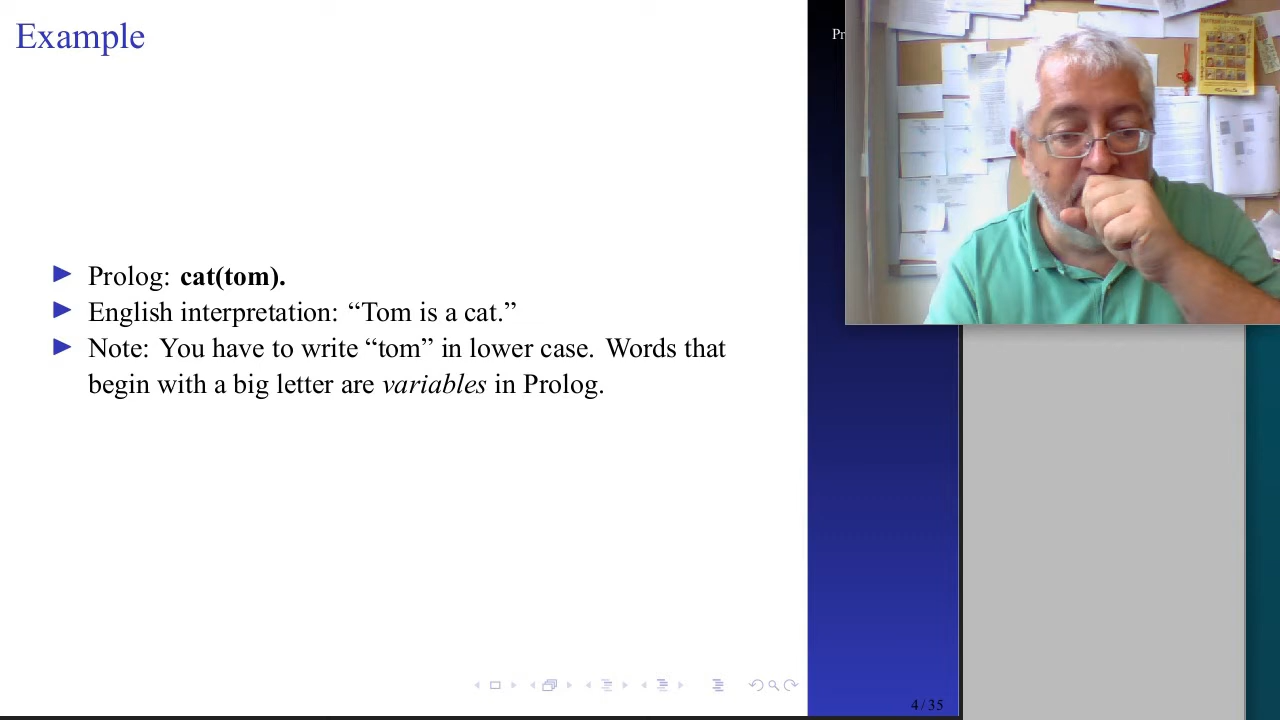 Example
Pr
▶ Prolog: cat(tom).
▶ English interpretation: “Tom is a cat.”
▶ Note: You have to write “tom” in lower case. Words that
begin with a big letter are variables in Prolog.
4/35